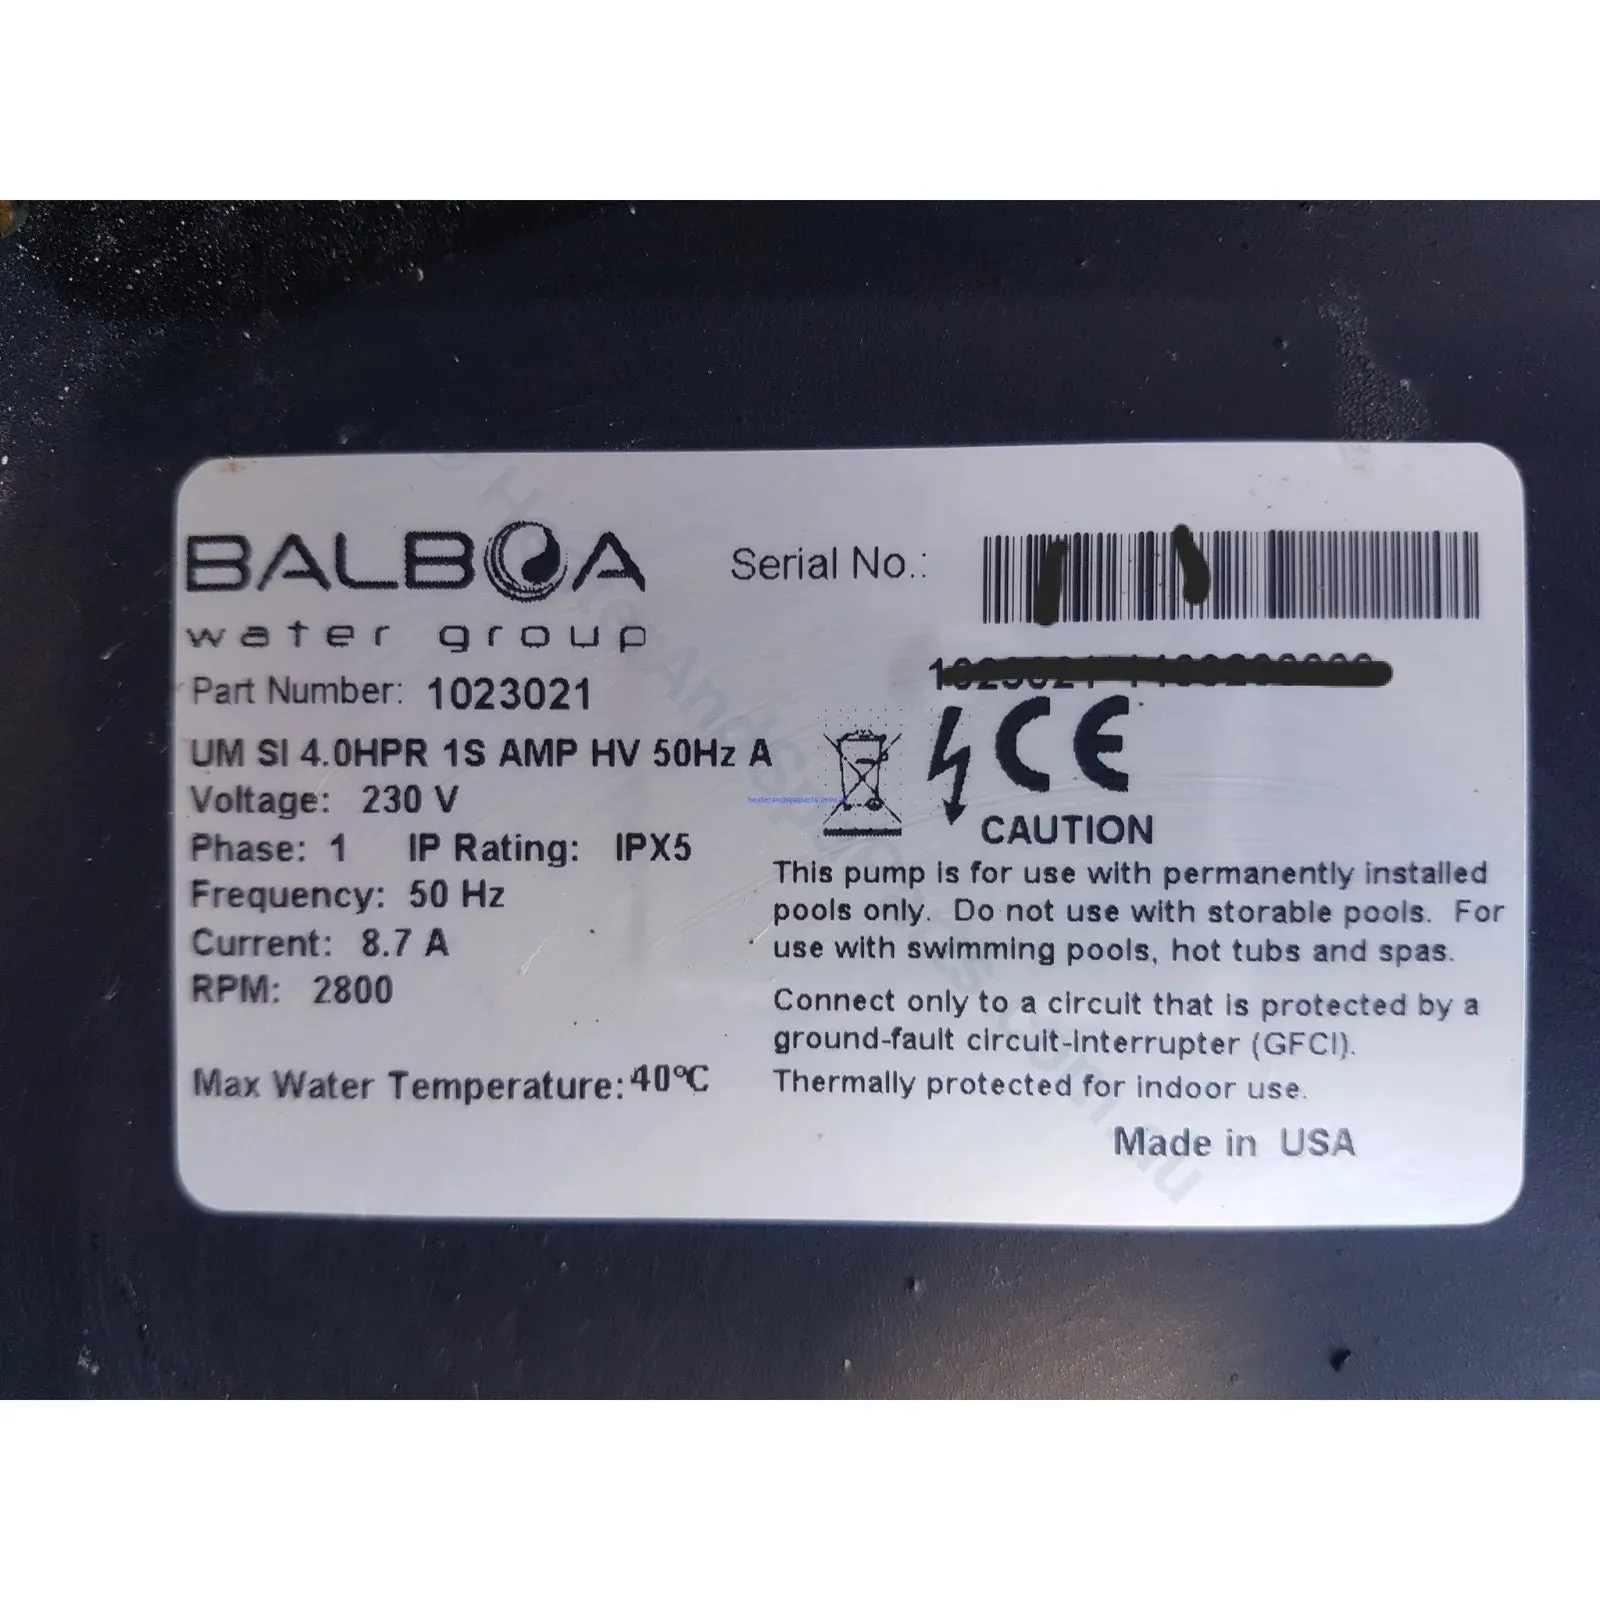 BALBOA
water group
Serial No.:
Part Number: 1023021
UM SI 4.0HPR 1S AMP HV 50Hz A
Voltage: 230 V
Phase: 1 IP Rating: IPX5
Frequency: 50 Hz
Current: 8.7 A
RPM: 2800
Max Water Temperature: 40°C
CE
CAUTION
This pump is for use with permanently installed
pools only. Do not use with storable pools. For
use with swimming pools, hot tubs and spas.
Connect only to a circuit that is protected by a
ground-fault circuit-interrupter (GFCI).
Thermally protected for indoor use.
Made in USA
© HeaterAndSpaParts.com.au